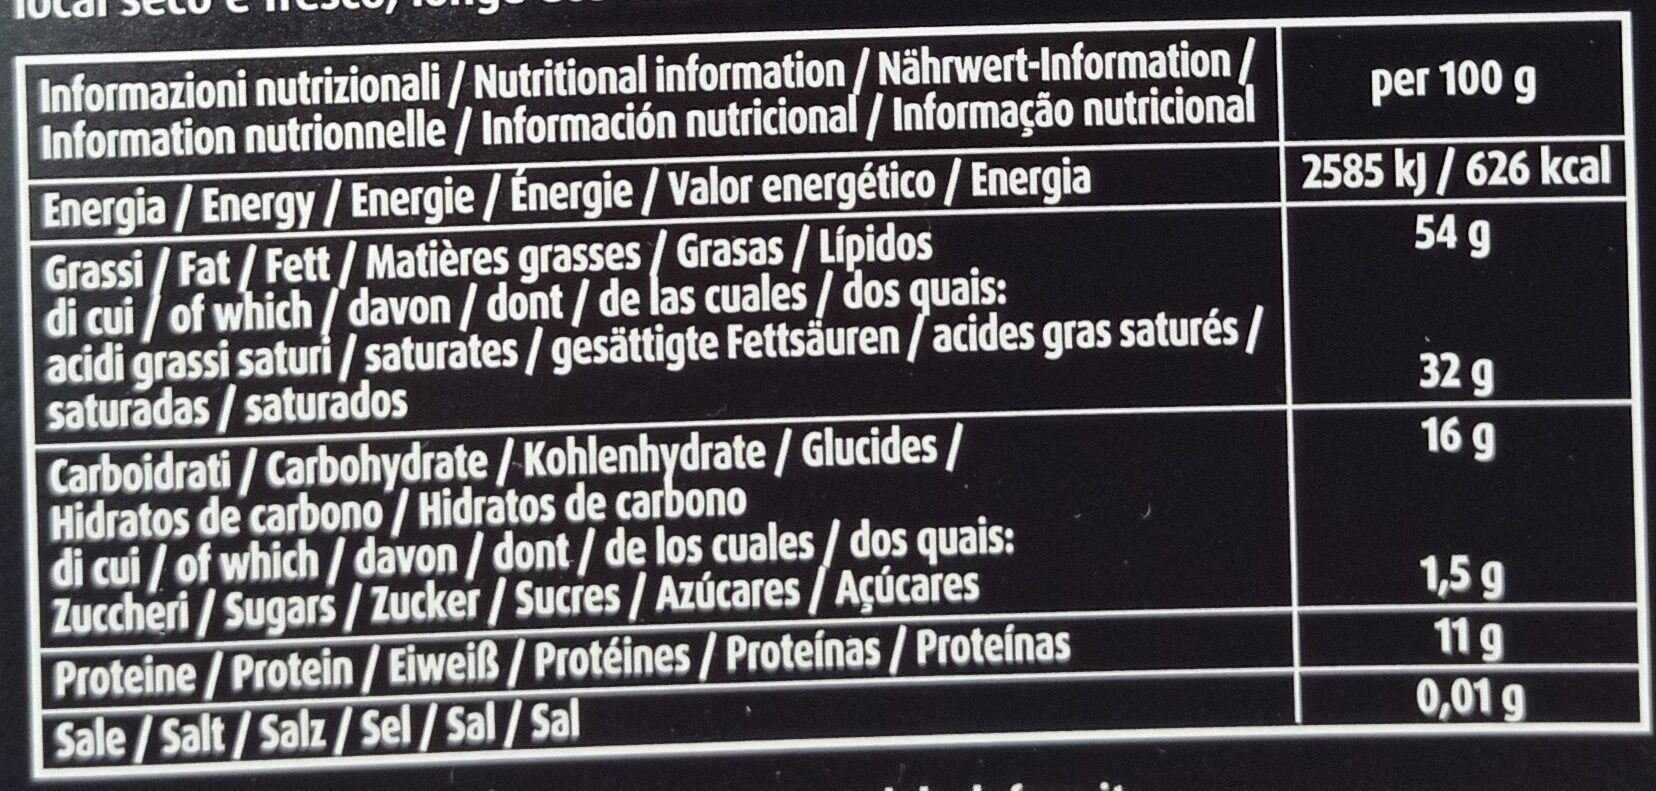 local seco e fresco, longe
Informazioni nutrizionali / Nutritional information / Nährwert-Information /
Information nutrionnelle / Información nutricional / Informação nutricional
per 100 g
Energia / Energy / Energie / Énergie / Valor energético / Energia
2585 kJ / 626 kcal
Grassi / Fat / Fett / Matières grasses / Grasas / Lípidos
54 g
di cui / of which / davon / dont / de las cuales / dos quais:
acidi grassi saturi / saturates / gesättigte Fettsäuren / acides gras saturés /
saturadas / saturados
32 g
Carboidrati / Carbohydrate / Kohlenhydrate / Glucides /
Hidratos de carbono / Hidratos de carbono
16 g
di cui / of which / davon / dont / de los cuales / dos quais:
Zuccheri / Sugars / Zucker / Sucres / Azúcares / Açúcares
1,5 g
Proteine / Protein / Eiweiß / Protéines / Proteínas / Proteínas
11 g
Sale / Salt / Salz / Sel / Sal / Sal
0,01 g